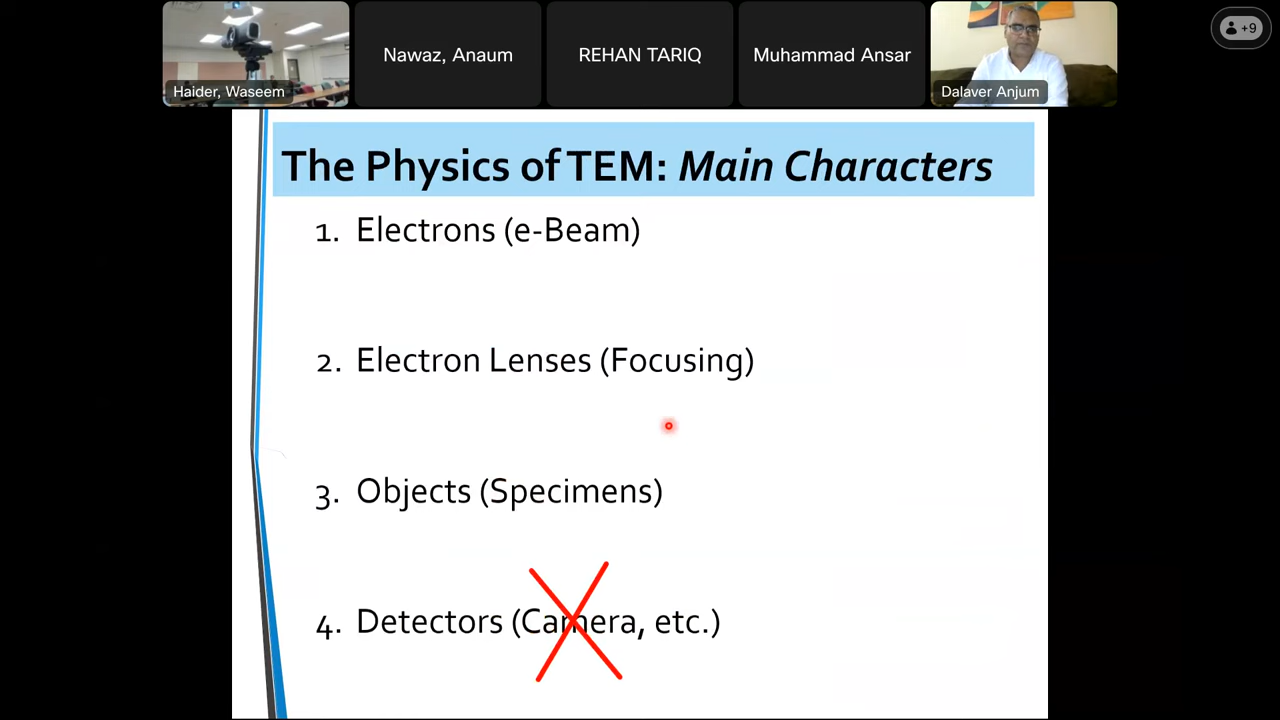 Haider, Waseem
Nawaz, Anaum
REHAN TARIQ
Muhammad Ansar
Dalaver Anjum
+9
The Physics of TEM: Main Characters
1. Electrons (e-Beam)
2. Electron Lenses (Focusing)
3. Objects (Specimens)
4. Detectors (Camera, etc.)